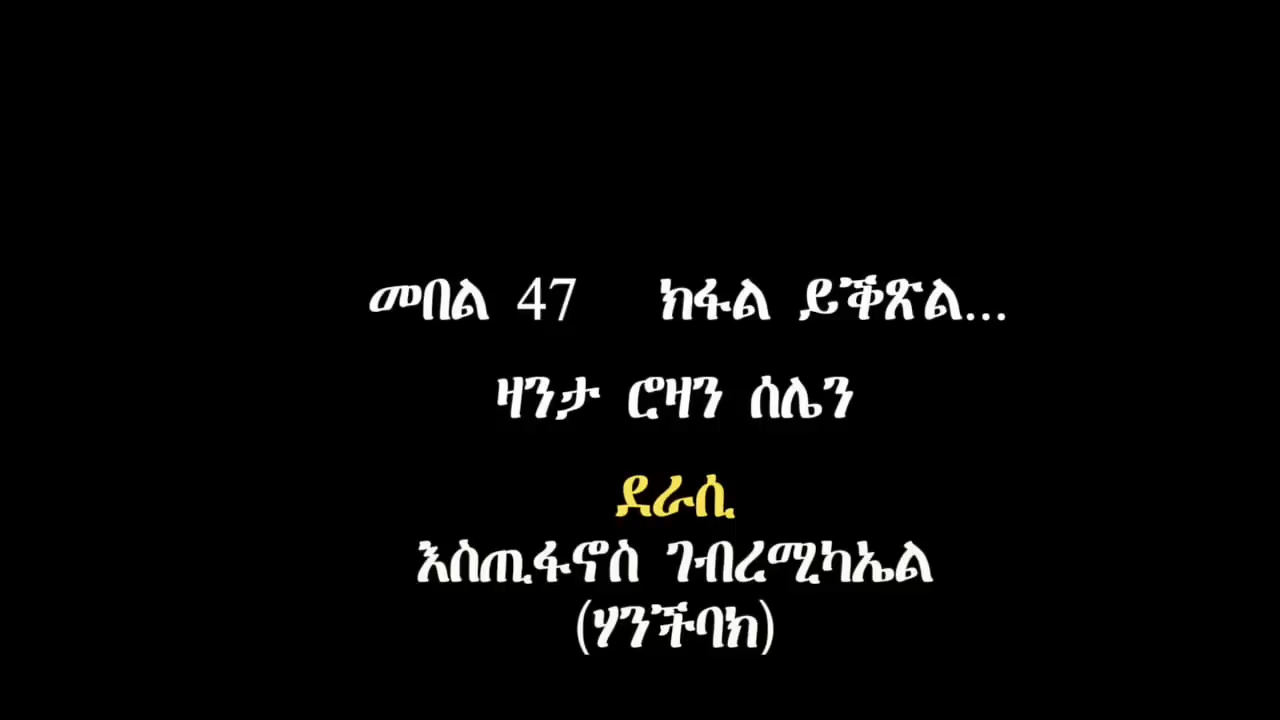 መበል 47 ክፋል ይቕጽል...
ዛንታ ሮዛን ሰሌን
ደራሲ
እስጢፋኖስ ገብረሚካኤል
(ሃንችባክ)